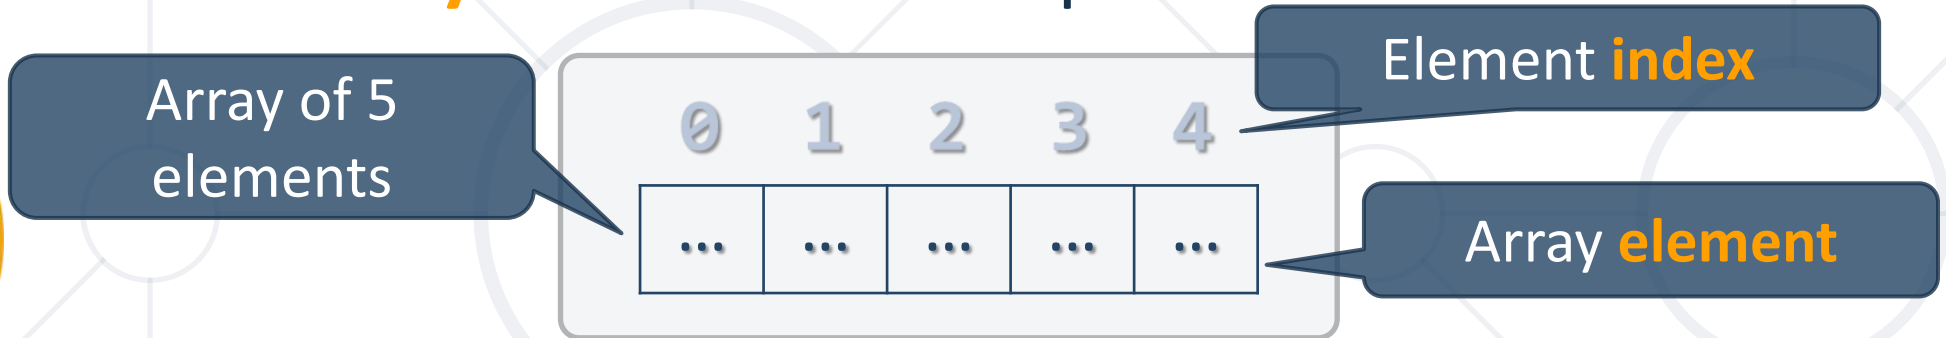 Array of 5
elements
Element index
0 1 2 3 4
... ... ... ... ...
Array element